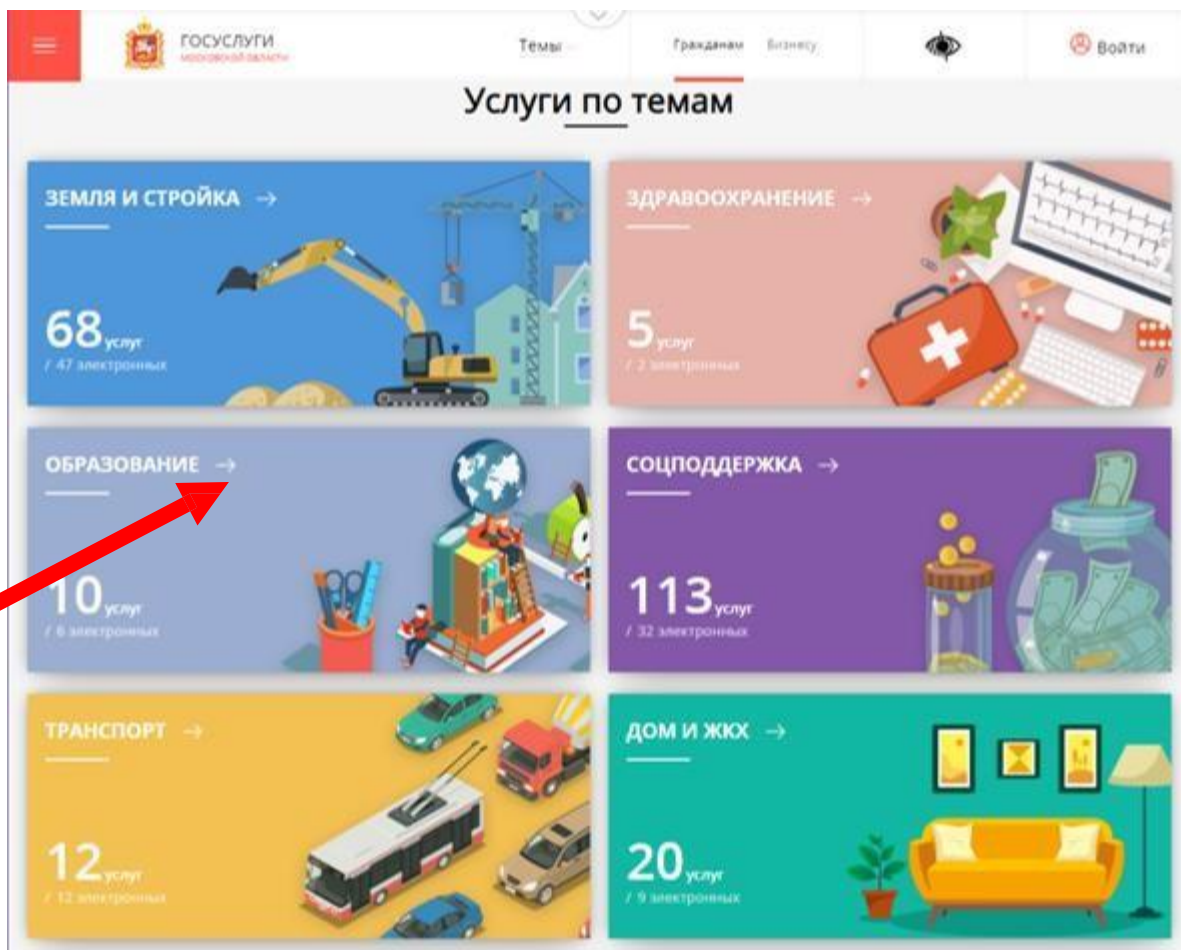 ГОСУСЛУГИ
МОСКОВСКОЙ ОБЛАСТИ
Темы
Гражданам Бизнесу
Войти
Услуги по темам
ЗЕМЛЯ И СТРОЙКА →
68 услуг
/ 47 электронных
ЗДРАВООХРАНЕНИЕ →
5 услуг
/ 2 электронных
ОБРАЗОВАНИЕ →
10 услуг
/ 6 электронных
СОЦПОДДЕРЖКА →
113 услуг
/ 32 электронных
ТРАНСПОРТ →
12 услуг
/ 12 электронных
ДОМ И ЖКХ →
20 услуг
/ 9 электронных